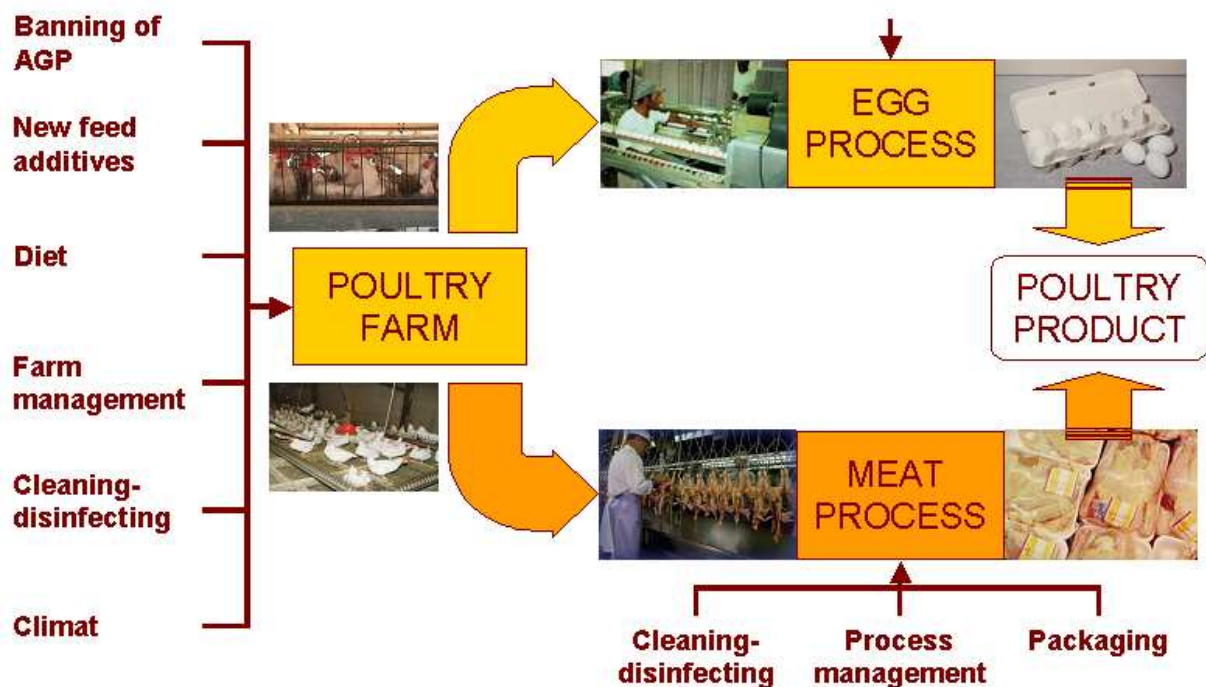 Banning of
AGP
New feed
additives
Diet
Farm
management
Cleaning-
disinfecting
Climat
POULTRY
FARM
EGG
PROCESS
POULTRY
PRODUCT
MEAT
PROCESS
Cleaning-
disinfecting
Process
management
Packaging